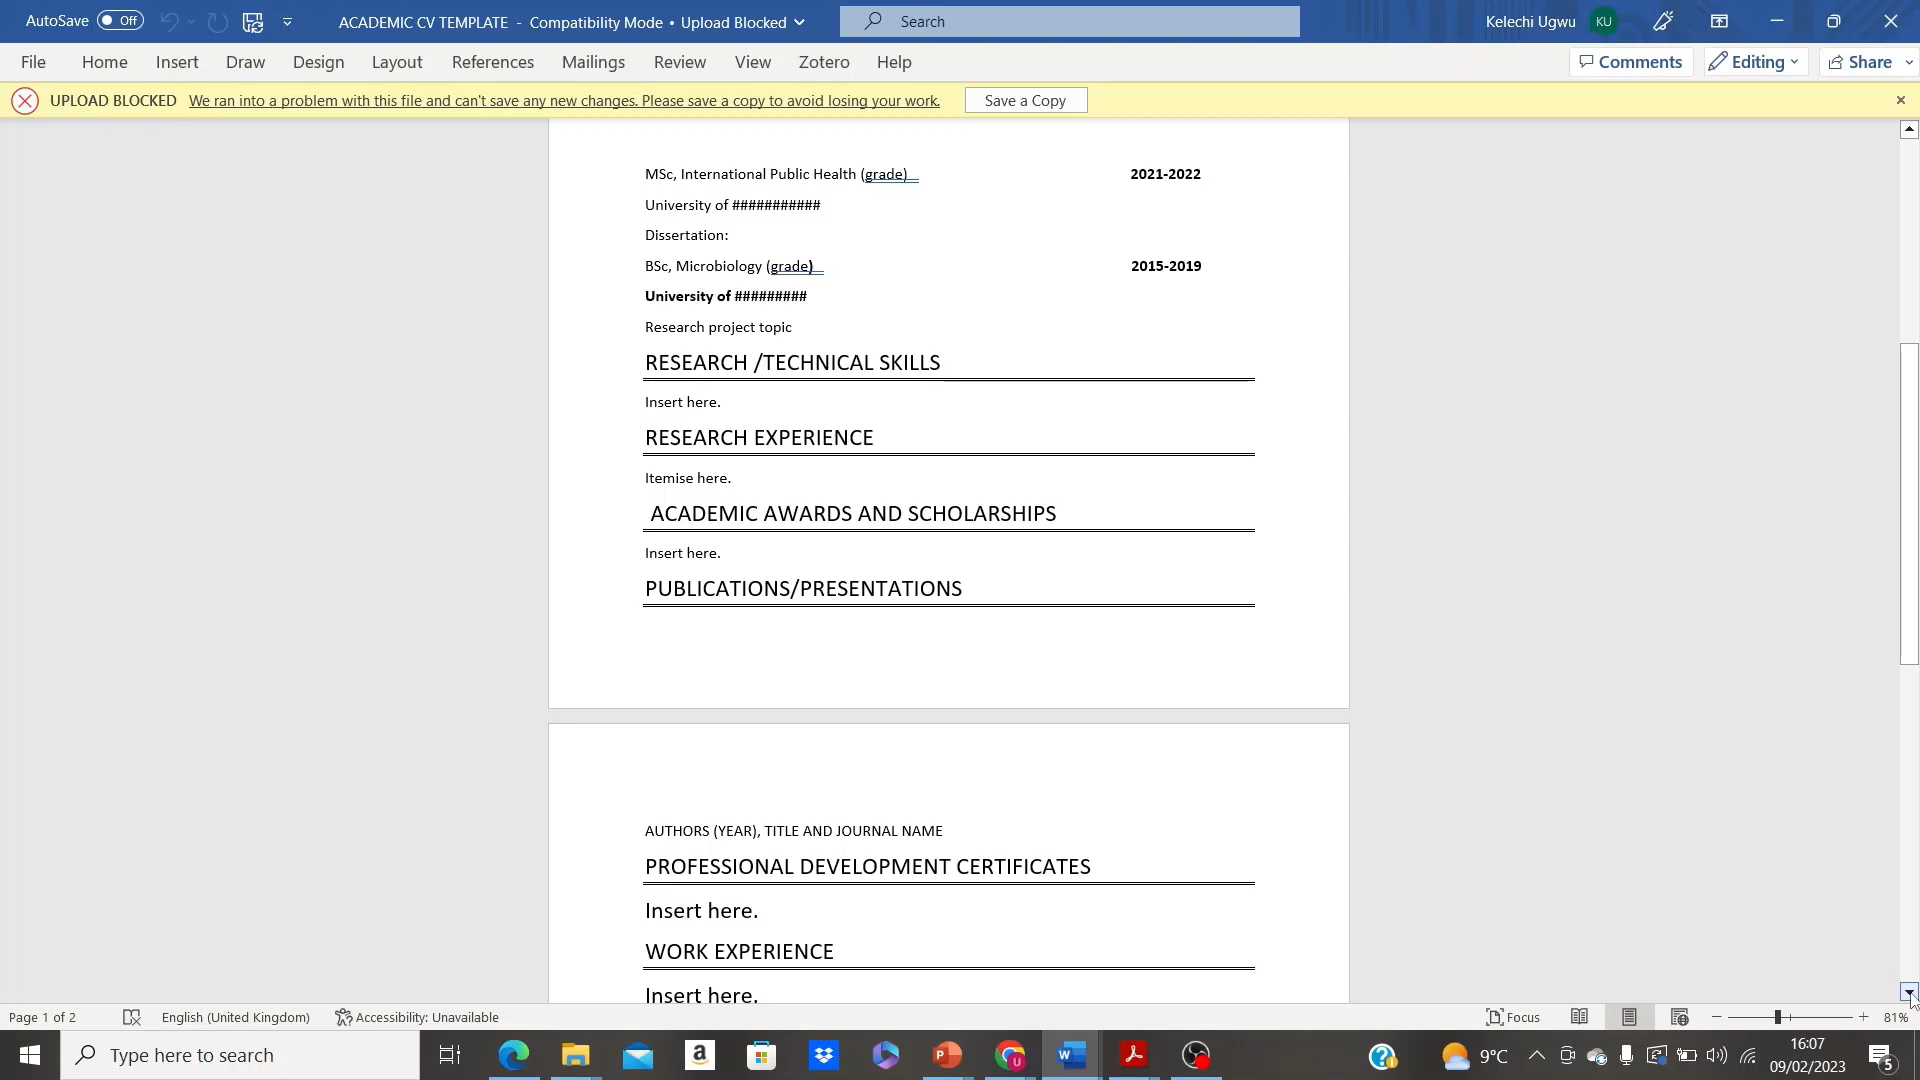 AutoSave Off ACADEMIC CV TEMPLATE - Compatibility Mode • Upload Blocked Search Kelechi Ugwu KU
File Home Insert Draw Design Layout References Mailings Review View Zotero Help Comments Editing Share
UPLOAD BLOCKED We ran into a problem with this file and can't save any new changes. Please save a copy to avoid losing your work. Save a Copy
MSc, International Public Health (grade) 2021-2022
University of ###########
Dissertation:
BSc, Microbiology (grade) 2015-2019
University of #########
Research project topic
RESEARCH /TECHNICAL SKILLS
Insert here.
RESEARCH EXPERIENCE
Itemise here.
ACADEMIC AWARDS AND SCHOLARSHIPS
Insert here.
PUBLICATIONS/PRESENTATIONS
AUTHORS (YEAR), TITLE AND JOURNAL NAME
PROFESSIONAL DEVELOPMENT CERTIFICATES
Insert here.
WORK EXPERIENCE
Insert here.
Page 1 of 2 English (United Kingdom) Accessibility: Unavailable Focus 81%
Type here to search 9°C 16:07
09/02/2023 5